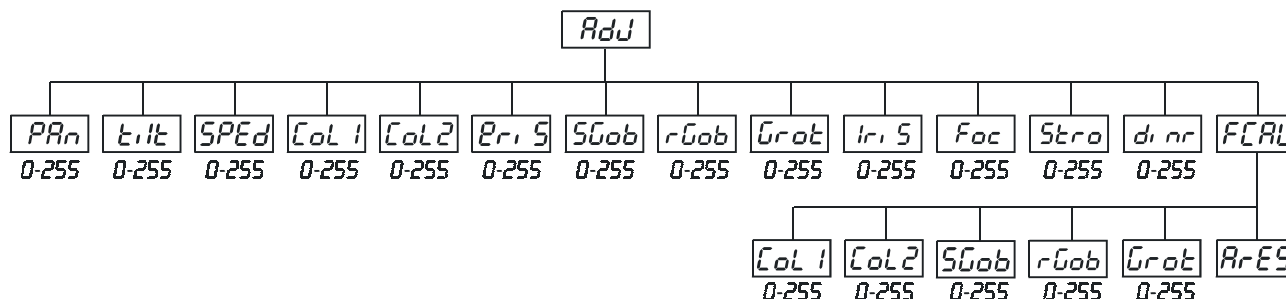 AdJ
PAn tilt SPEd CoL 1 CoL2 Pri S SGob rGob Grot Iri S Foc Stro di nr FCAL
0-255 0-255 0-255 0-255 0-255 0-255 0-255 0-255 0-255 0-255 0-255 0-255 0-255
CoL 1 CoL2 SGob rGob Grot ArES
0-255 0-255 0-255 0-255 0-255